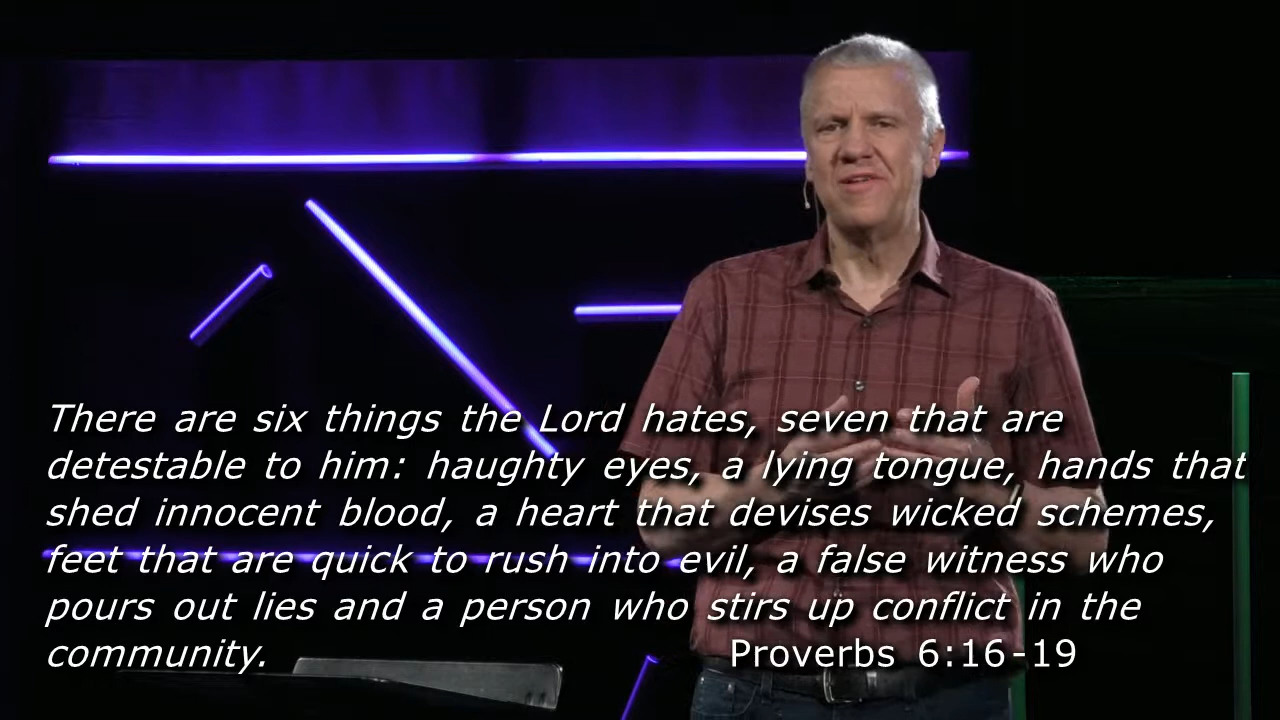 There are six things the Lord hates, seven that are
detestable to him: haughty eyes, a lying tongue, hands that
shed innocent blood, a heart that devises wicked schemes,
feet that are quick to rush into evil, a false witness who
pours out lies and a person who stirs up conflict in the
community. Proverbs 6:16-19